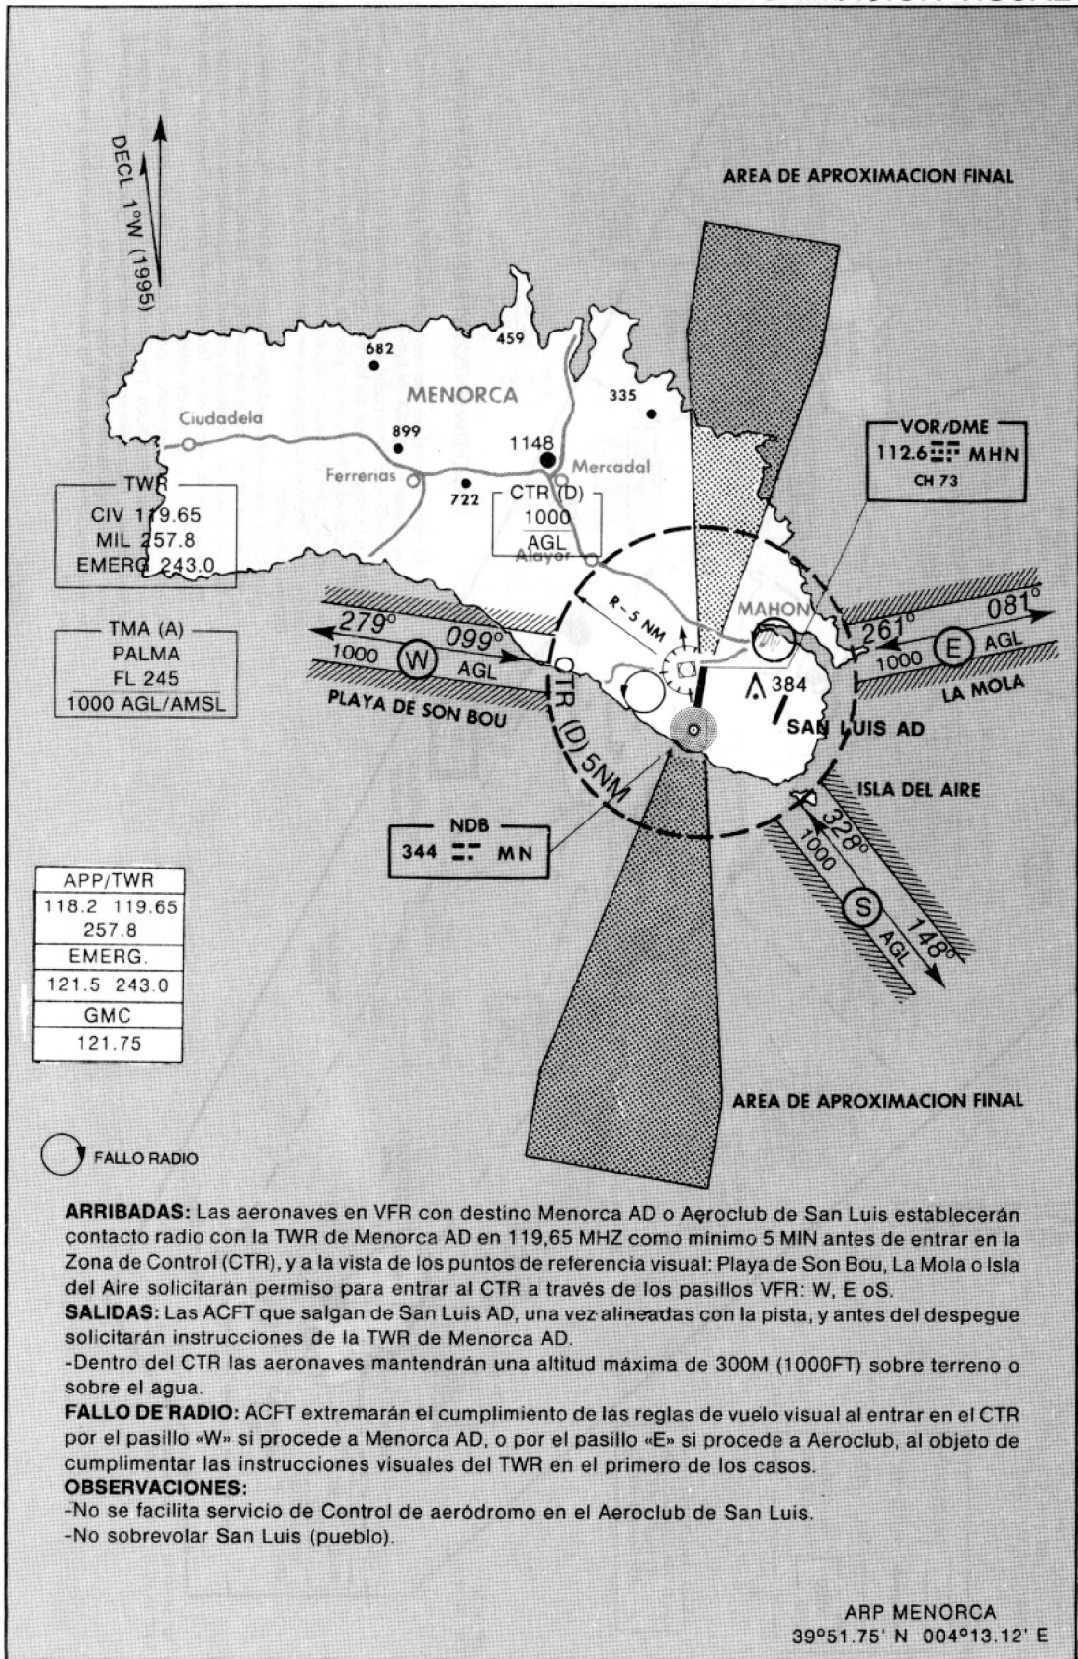 DECL 1°W (1995)
AREA DE APROXIMACION FINAL
459
682
MENORCA
335
Ciudadela
899
1148
Ferrerias
Mercadal
722
VOR/DME
112.6 MHN
CH 73
TWR
CIV 119.65
MIL 257.8
EMERG 243.0
CTR (D)
1000
AGL
Alayor
R-5 NM
MAHON
279° 099°
1000 W AGL
PLAYA DE SON BOU
261° 081°
1000 E AGL
LA MOLA
TMA (A)
PALMA
FL 245
1000 AGL/AMSL
384
SAN LUIS AD
CTR (D) 5NM
ISLA DEL AIRE
328° 148°
1000 S AGL
NDB
344 MN
APP/TWR
118.2 119.65
257.8
EMERG.
121.5 243.0
GMC
121.75
AREA DE APROXIMACION FINAL
FALLO RADIO
ARRIBADAS: Las aeronaves en VFR con destino Menorca AD o Aeroclub de San Luis establecerán
contacto radio con la TWR de Menorca AD en 119,65 MHZ como mínimo 5 MIN antes de entrar en la
Zona de Control (CTR), y a la vista de los puntos de referencia visual: Playa de Son Bou, La Mola o Isla
del Aire solicitarán permiso para entrar al CTR a través de los pasillos VFR: W, E oS.
SALIDAS: Las ACFT que salgan de San Luis AD, una vez alineadas con la pista, y antes del despegue
solicitarán instrucciones de la TWR de Menorca AD.
-Dentro del CTR las aeronaves mantendrán una altitud máxima de 300M (1000FT) sobre terreno o
sobre el agua.
FALLO DE RADIO: ACFT extremarán el cumplimiento de las reglas de vuelo visual al entrar en el CTR
por el pasillo «W» si procede a Menorca AD, o por el pasillo «E» si procede a Aeroclub, al objeto de
cumplimentar las instrucciones visuales del TWR en el primero de los casos.
OBSERVACIONES:
-No se facilita servicio de Control de aeródromo en el Aeroclub de San Luis.
-No sobrevolar San Luis (pueblo).
ARP MENORCA
39°51.75' N 004°13.12' E